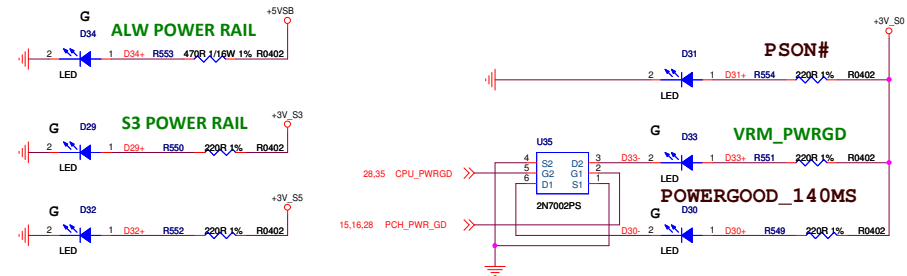 G
ALW POWER RAIL
+5VSB
D34
2 1 D34+ R553 470R 1/16W 1% R0402
LED
G
S3 POWER RAIL
+3V_S3
D29
2 1 D29+ R550 220R 1% R0402
LED
G
+3V_S5
D32
2 1 D32+ R552 220R 1% R0402
LED
+3V_S0
D31
PSON#
2 1 D31+ R554 220R 1% R0402
LED
U35
G
D33
VRM_PWRGD
4 S2 D2 3 D33- 2 1 D33+ R551 220R 1% R0402
28,35 CPU_PWRGD 5 G2 G1 2
LED
6 D1 S1 1
2N7002PS
POWERGOOD_140MS
G
D30
15,16,28 PCH_PWR_GD
D30- 2 1 D30+ R549 220R 1% R0402
LED